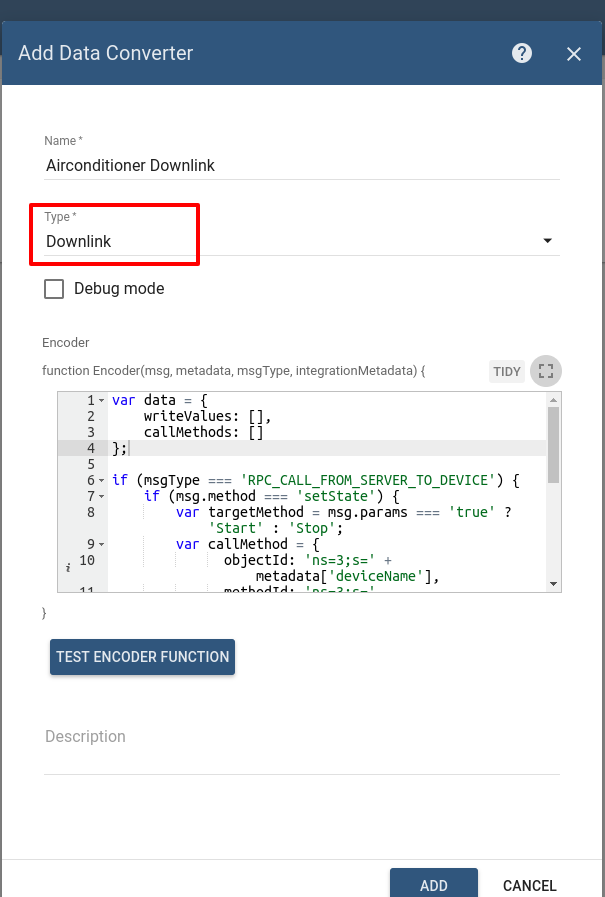 Add Data Converter
Name *
Airconditioner Downlink
Type *
Downlink
Debug mode
Encoder
function Encoder(msg, metadata, msgType, integrationMetadata) {
TIDY
1 var data = {
2 writeValues: [],
3 callMethods: []
4 };
5
6 if (msgType === 'RPC_CALL_FROM_SERVER_TO_DEVICE') {
7 if (msg.method === 'setState') {
8 var targetMethod = msg.params === 'true' ?
'Start' : 'Stop';
9 var callMethod = {
10 objectId: 'ns=3;s=' +
metadata['deviceName'],
11 methodId: 'ns=3;s='
}
TEST ENCODER FUNCTION
Description
ADD CANCEL